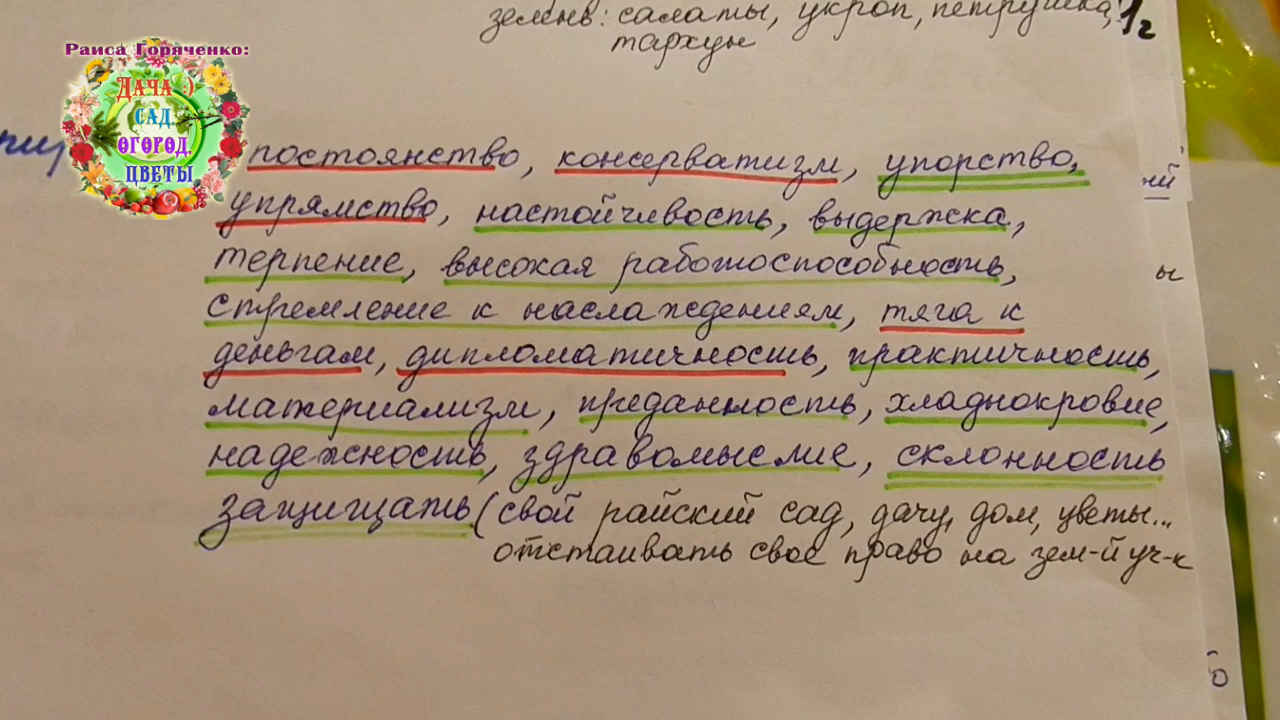 зелень: салаты, укроп, петрушка, 1г
тархун
Раиса Горяченко:
Дача :)
сад
огород
цветы
постоянство, консерватизм, упорство,
упрямство, настойчивость, выдержка,
терпение, высокая работоспособность,
стремление к наслаждениям, тяга к
деньгам, дипломатичность, практичность,
материализм, преданность, хладнокровие,
надежность, здравомыслие, склонность
защищать (свой райский сад, дачу, дом, цветы...
отстаивать свое право на зем-й уч-к